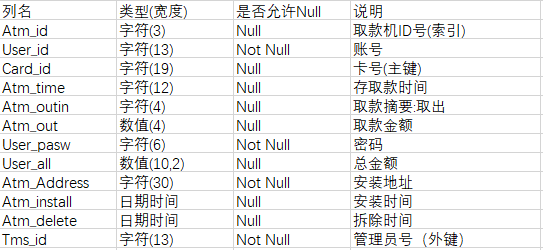 列名 类型(宽度) 是否允许Null 说明
Atm_id 字符(3) Null 取款机ID号(索引)
User_id 字符(13) Not Null 账号
Card_id 字符(19) Null 卡号(主键)
Atm_time 字符(12) Null 存取款时间
Atm_outin 字符(4) Null 取款摘要:取出
Atm_out 数值(4) Null 取款金额
User_pasw 字符(6) Not Null 密码
User_all 数值(10,2) Null 总金额
Atm_Address 字符(30) Not Null 安装地址
Atm_install 日期时间 Null 安装时间
Atm_delete 日期时间 Null 拆除时间
Tms_id 字符(13) Not Null 管理员号（外键）